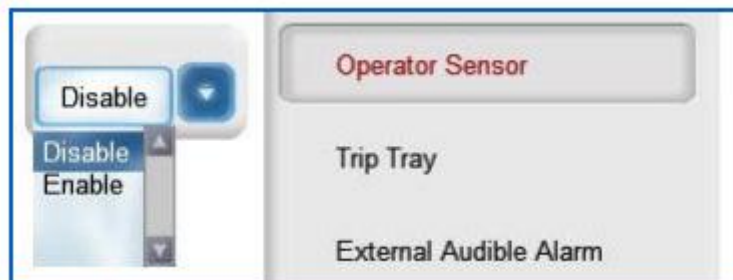 Disable
Disable
Enable
Operator Sensor
Trip Tray
External Audible Alarm